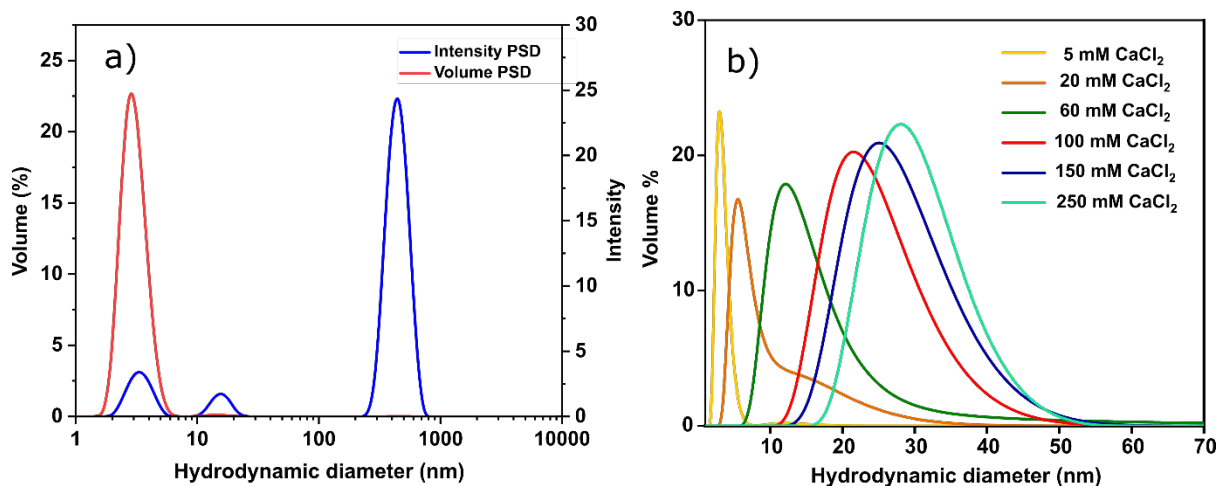 a)
Intensity PSD
Volume PSD
Volume (%)
25
20
15
10
5
0
Intensity
30
25
20
15
10
5
0
1 10 100 1000 10000
Hydrodynamic diameter (nm)
b)
5 mM CaCl₂
20 mM CaCl₂
60 mM CaCl₂
100 mM CaCl₂
150 mM CaCl₂
250 mM CaCl₂
Volume %
30
20
10
0
10 20 30 40 50 60 70
Hydrodynamic diameter (nm)